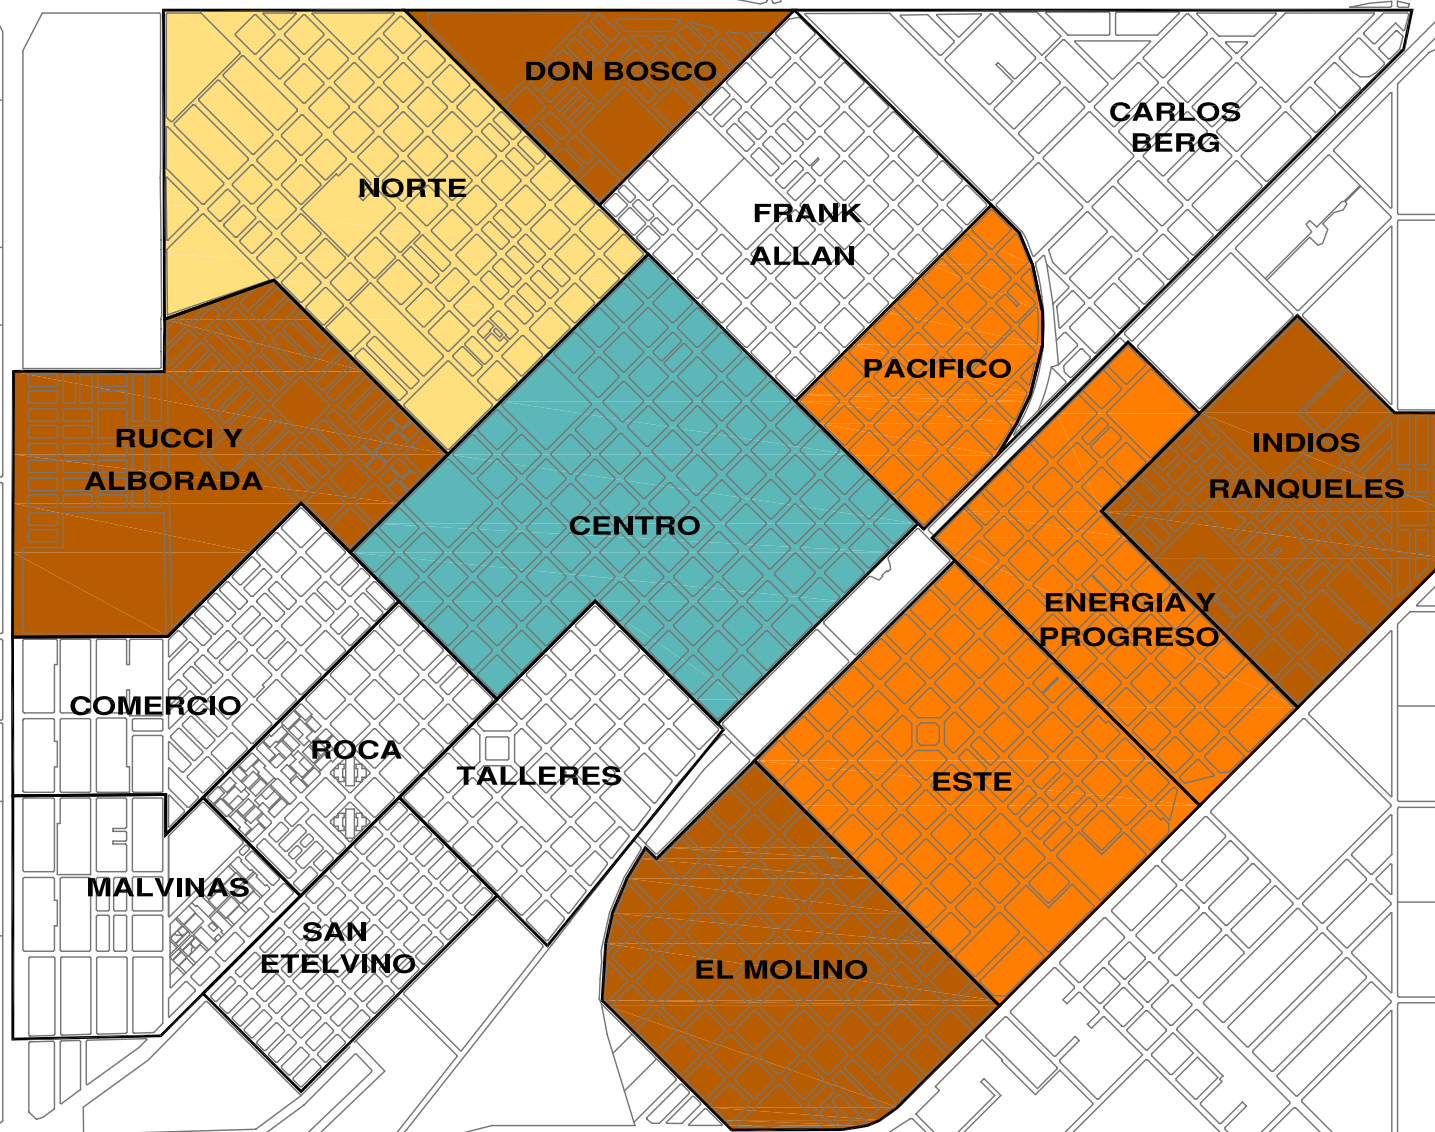 DON BOSCO
CARLOS
BERG
NORTE
FRANK
ALLAN
PACIFICO
RUCCI Y
ALBORADA
INDIOS
RANQUELES
CENTRO
ENERGIA Y
PROGRESO
COMERCIO
ROCA
TALLERES
ESTE
MALVINAS
SAN
ETELVINO
EL MOLINO